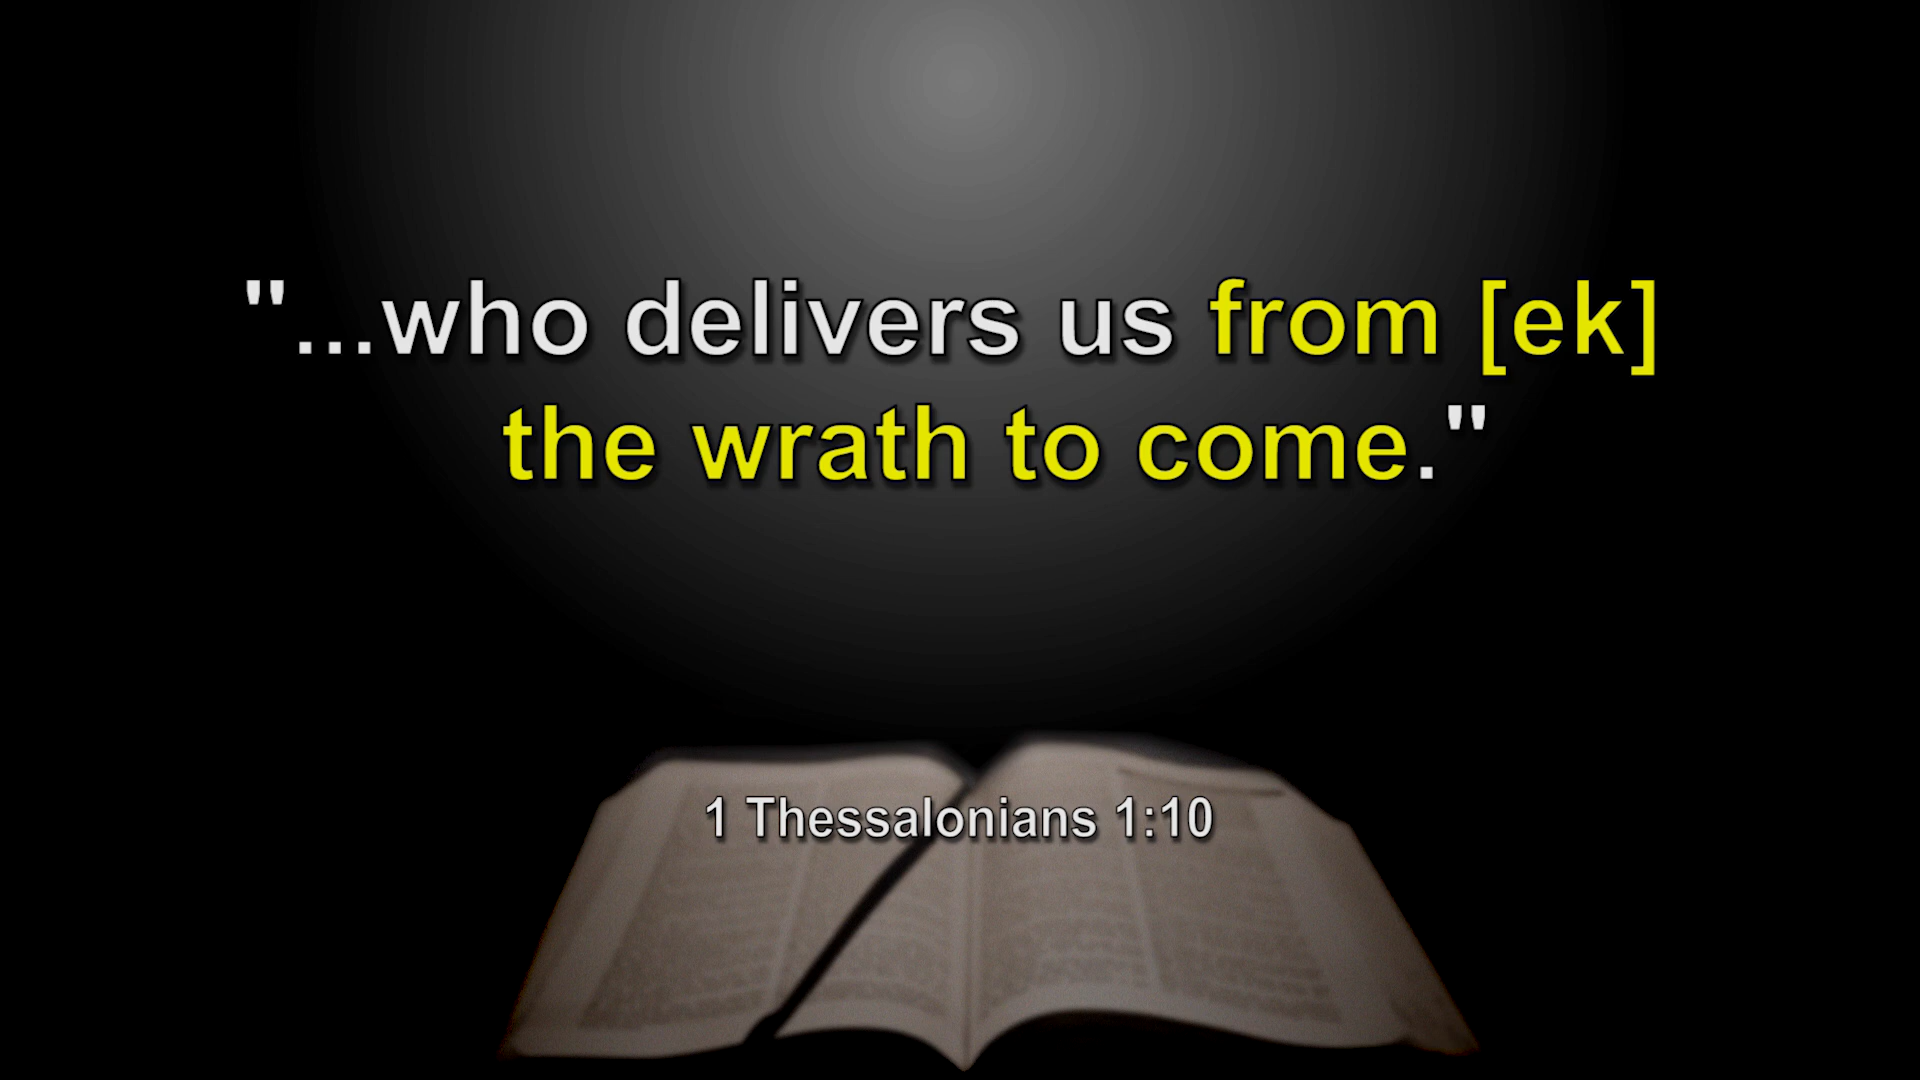 "...who delivers us from [ek]
the wrath to come."
1 Thessalonians 1:10